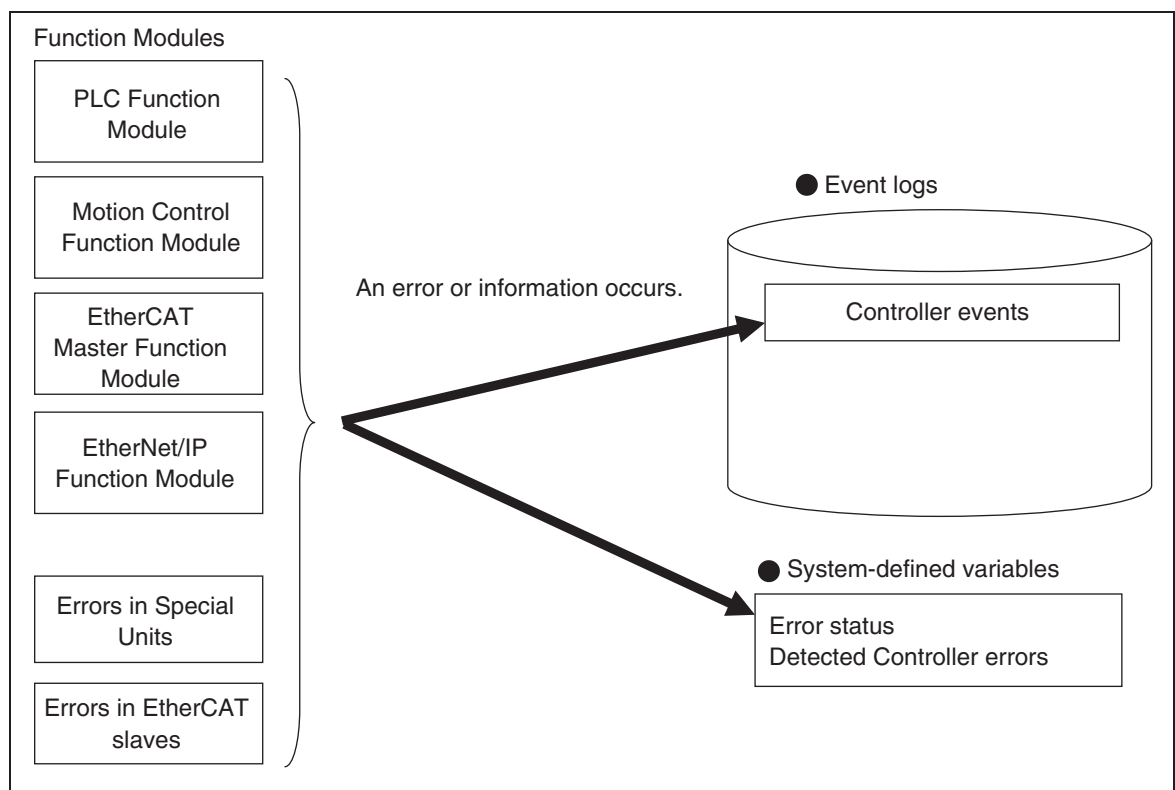 Function Modules
PLC Function
Module
Motion Control
Function Module
EtherCAT
Master Function
Module
EtherNet/IP
Function Module
Errors in Special
Units
Errors in EtherCAT
slaves
An error or information occurs.
● Event logs
Controller events
● System-defined variables
Error status
Detected Controller errors